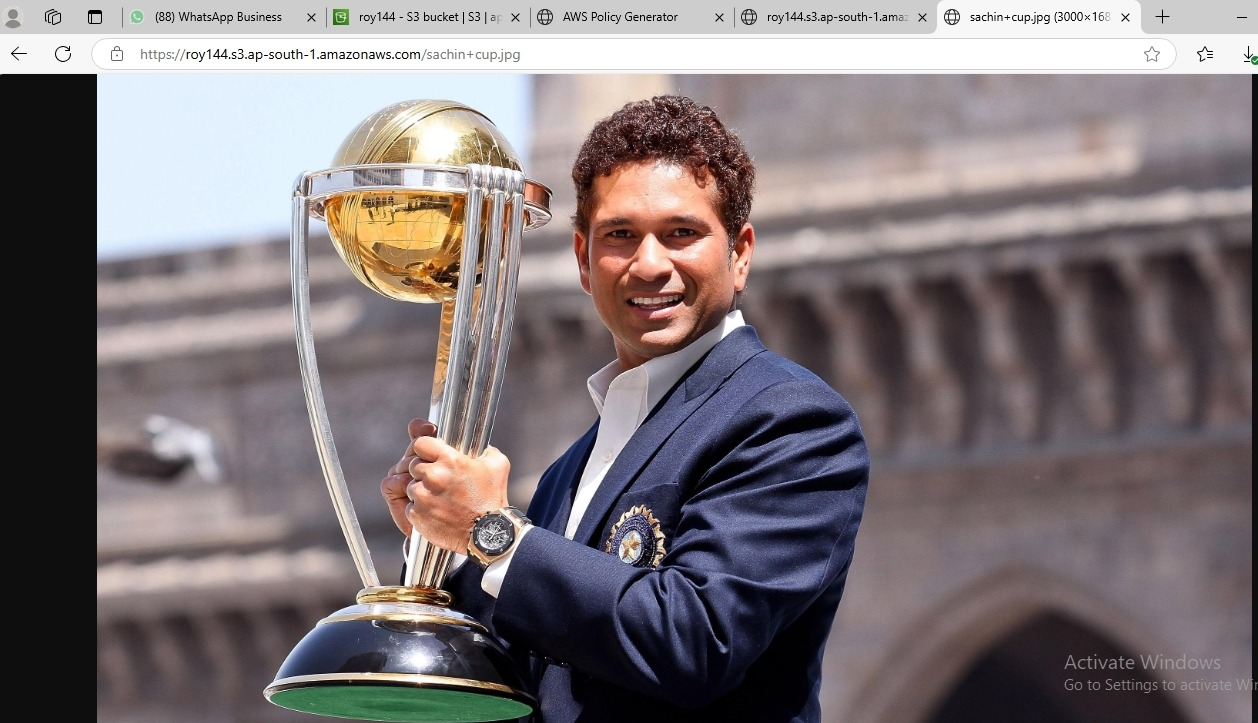 (88) WhatsApp Business
roy144 - S3 bucket | S3 | ap
AWS Policy Generator
roy144.s3.ap-south-1.amaz
sachin+cup.jpg (3000×168
https://roy144.s3.ap-south-1.amazonaws.com/sachin+cup.jpg
Activate Windows
Go to Settings to activate Wi